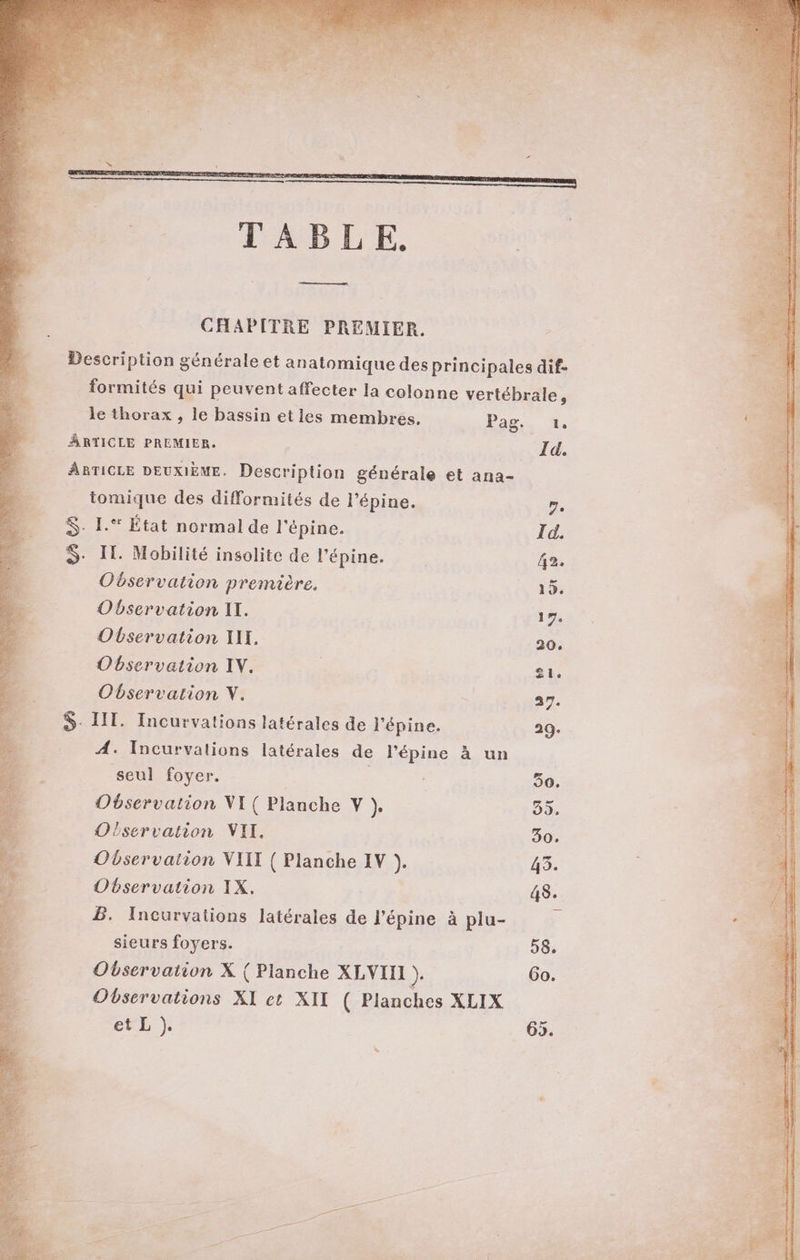 TABLE.
CHAPITRE PREMIER.
Description générale et anatomique des principales dif-
formités qui peuvent affecter la colonne vertébrale,
le thorax , le bassin et les membres. Pag. 1.
ARTICLE PREMIER. Id.
ARTICLE DEUXIÈME. Description générale et ana-
tomique des difformités de l'épine. 7.
§. I.er État normal de l'épine. Id.
§. II. Mobilité insolite de l'épine. 42.
Observation première. 15.
Observation II. 17.
Observation III. 20.
Observation IV. 21.
Observation V. 27.
§. III. Incurvations latérales de l'épine. 29.
A. Incurvations latérales de l'épine à un
seul foyer. 30.
Observation VI ( Planche V ). 35.
Observation VII. 30.
Observation VIII ( Planche IV ). 43.
Observation IX. 48.
B. Incurvations latérales de l'épine à plu-
sieurs foyers. 58.
Observation X ( Planche XLVIII ). 60.
Observations XI et XII ( Planches XLIX
et L ). 65.